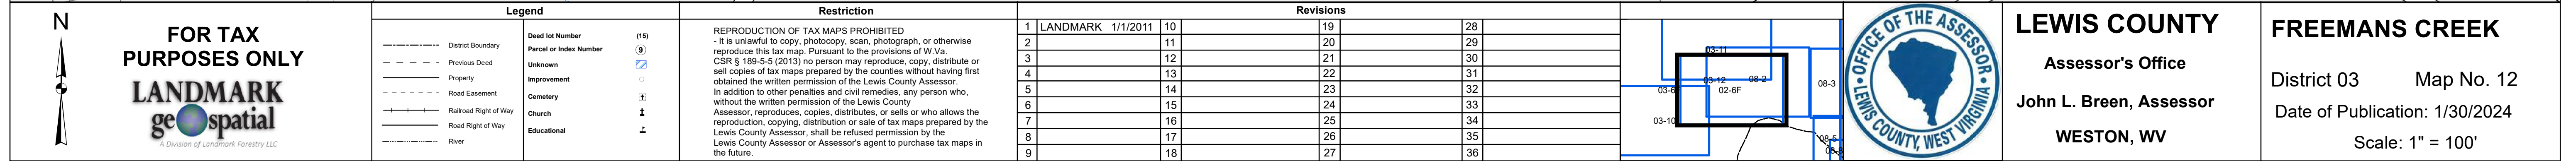 N
FOR TAX
PURPOSES ONLY
LANDMARK
geospatial
A Division of Landmark Forestry LLC
Legend
District Boundary
Previous Deed
Property
Road Easement
Railroad Right of Way
Road Right of Way
River
Deed lot Number (15)
Parcel or Index Number 9
Unknown
Improvement
Cemetery
Church
Educational
Restriction
REPRODUCTION OF TAX MAPS PROHIBITED
- It is unlawful to copy, photocopy, scan, photograph, or otherwise
reproduce this tax map. Pursuant to the provisions of W.Va.
CSR § 189-5-5 (2013) no person may reproduce, copy, distribute or
sell copies of tax maps prepared by the counties without having first
obtained the written permission of the Lewis County Assessor.
In addition to other penalties and civil remedies, any person who,
without the written permission of the Lewis County
Assessor, reproduces, copies, distributes, or sells or who allows the
reproduction, copying, distribution or sale of tax maps prepared by the
Lewis County Assessor, shall be refused permission by the
Lewis County Assessor or Assessor's agent to purchase tax maps in
the future.
Revisions
1 LANDMARK 1/1/2011 10 19 28
2 11 20 29
3 12 21 30
4 13 22 31
5 14 23 32
6 15 24 33
7 16 25 34
8 17 26 35
9 18 27 36
03-11
03-12 08-2
08-3
03-6
02-6F
03-10
08-5
OFFICE OF THE ASSESSOR
LEWIS COUNTY, WEST VIRGINIA
LEWIS COUNTY
Assessor's Office
John L. Breen, Assessor
WESTON, WV
FREEMANS CREEK
District 03 Map No. 12
Date of Publication: 1/30/2024
Scale: 1" = 100'